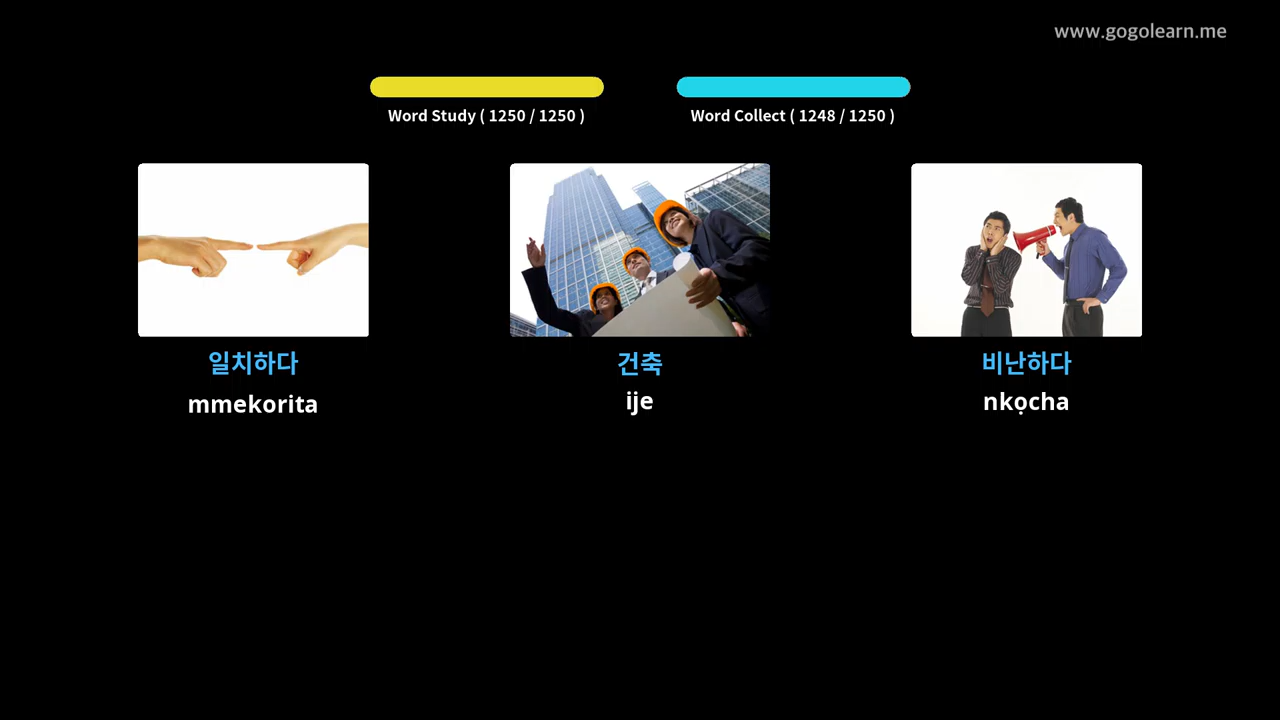 www.gogolearn.me
Word Study ( 1250 / 1250 )
Word Collect ( 1248 / 1250 )
일치하다
건축
비난하다
mmekorita
ije
nkọcha